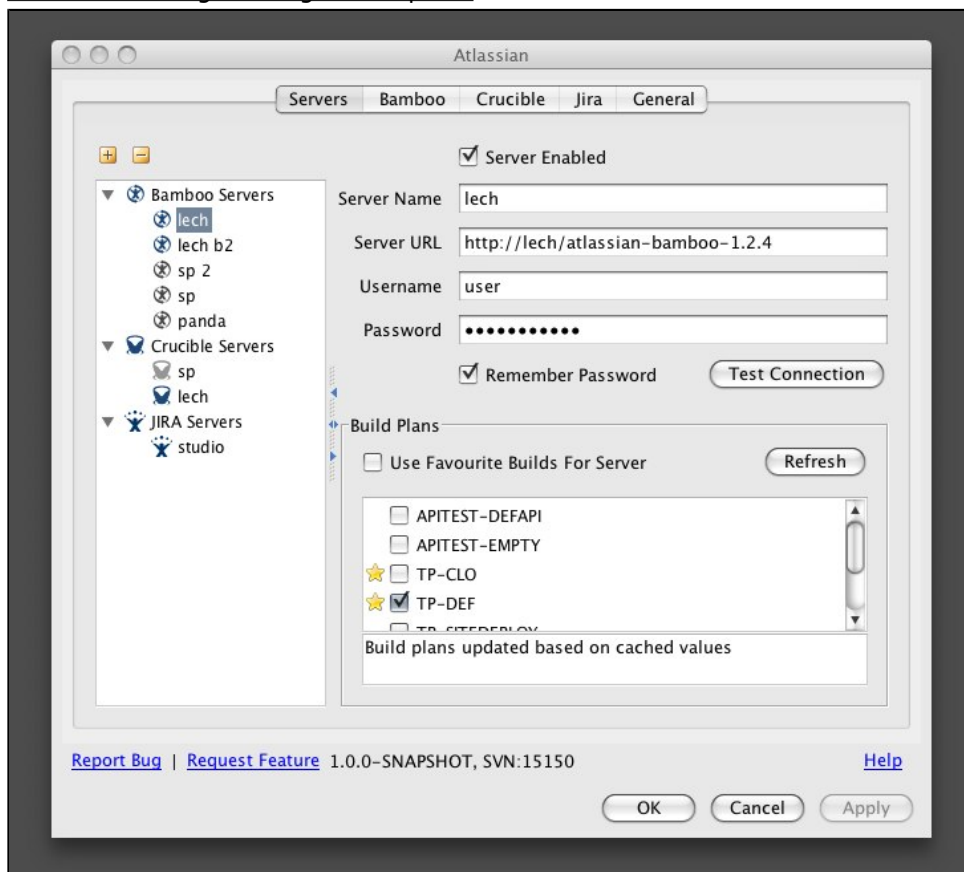 Atlassian
Servers Bamboo Crucible Jira General
Server Enabled
Bamboo Servers
lech
lech b2
sp 2
sp
panda
Crucible Servers
sp
lech
JIRA Servers
studio
Server Name lech
Server URL http://lech/atlassian-bamboo-1.2.4
Username user
Password •••••••••••
Remember Password Test Connection
Build Plans
Use Favourite Builds For Server Refresh
APITEST-DEFAPI
APITEST-EMPTY
TP-CLO
TP-DEF
TP-SITEDEPLOY
Build plans updated based on cached values
Report Bug | Request Feature 1.0.0-SNAPSHOT, SVN:15150 Help
OK Cancel Apply